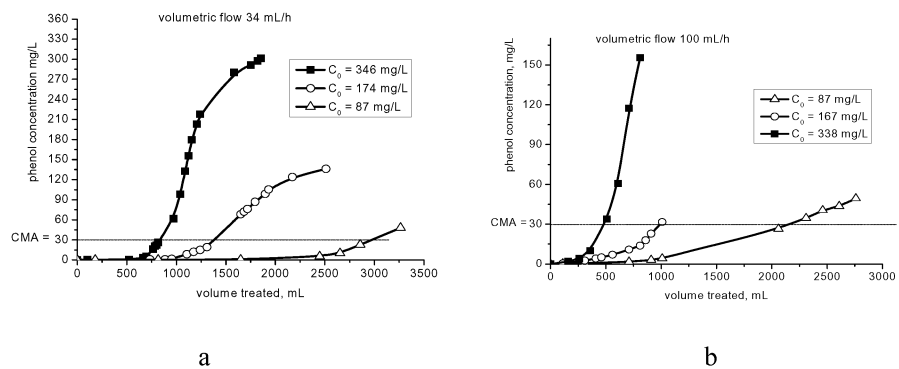 volumetric flow 34 mL/h
phenol concentration mg/L
360
330
300
270
240
210
180
150
120
90
60
30
0
CMA =
C0 = 346 mg/L
C0 = 174 mg/L
C0 = 87 mg/L
0 500 1000 1500 2000 2500 3000 3500
volume treated, mL
a
volumetric flow 100 mL/h
phenol concentration, mg/L
150
120
90
60
30
0
CMA =
C0 = 87 mg/L
C0 = 167 mg/L
C0 = 338 mg/L
0 500 1000 1500 2000 2500 3000
volume treated, mL
b